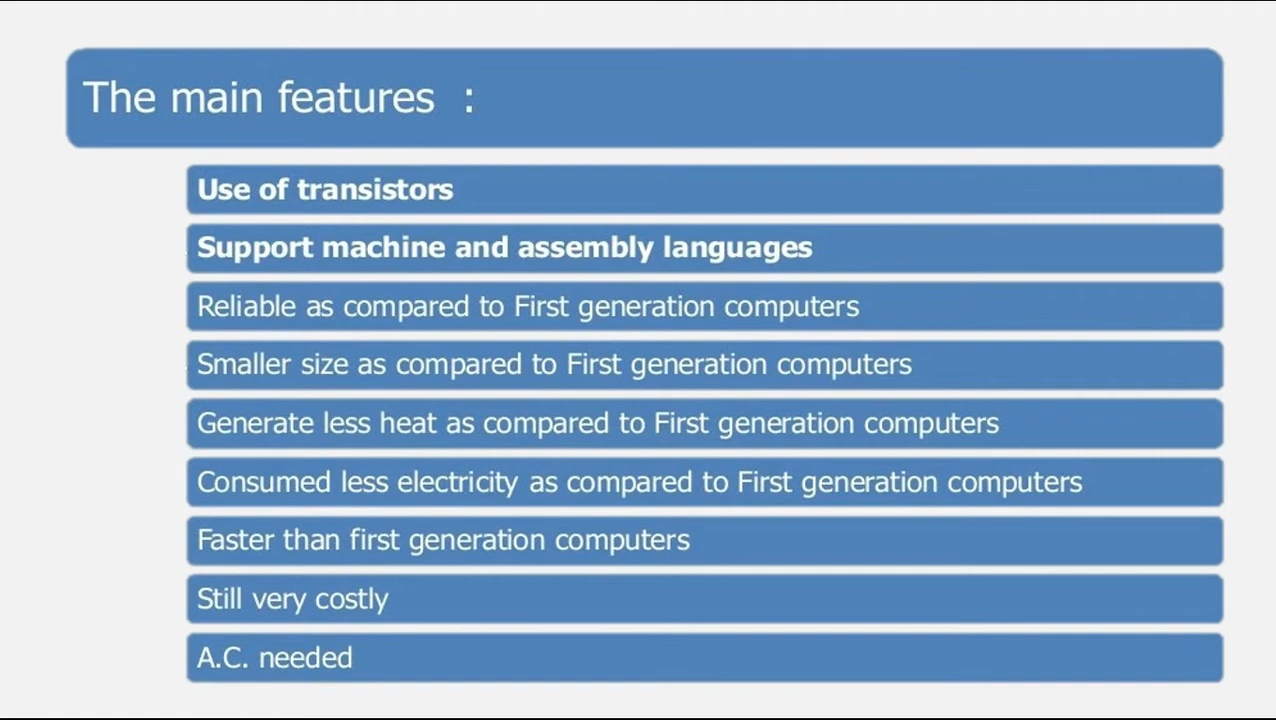 The main features :
Use of transistors
Support machine and assembly languages
Reliable as compared to First generation computers
Smaller size as compared to First generation computers
Generate less heat as compared to First generation computers
Consumed less electricity as compared to First generation computers
Faster than first generation computers
Still very costly
A.C. needed